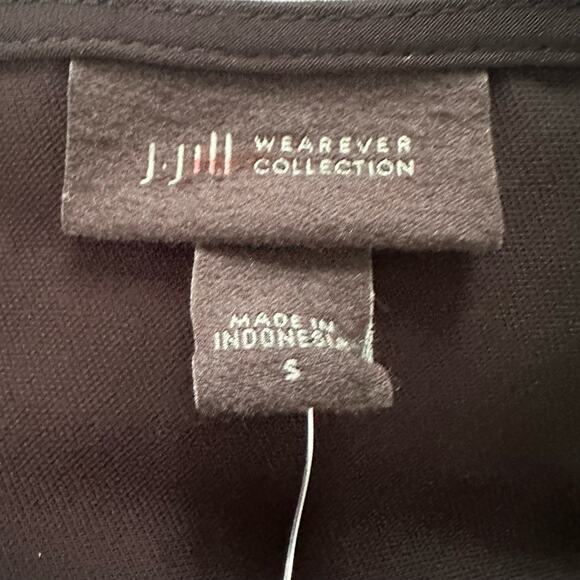 J.Jill WEAREVER
COLLECTION
MADE IN
INDONESIA
S